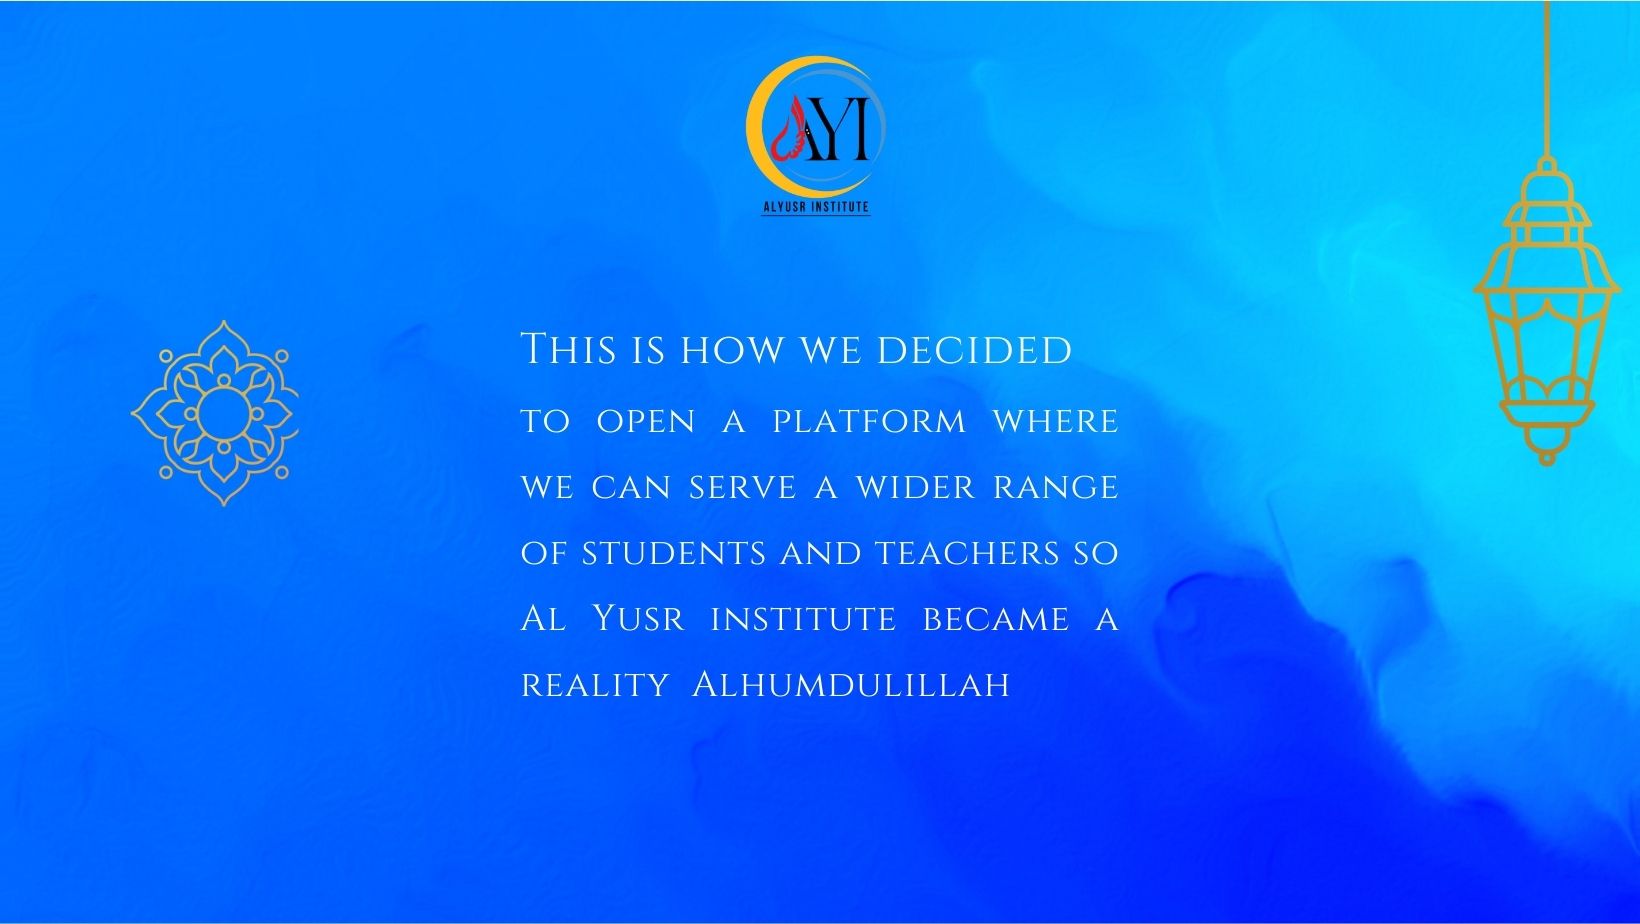 AYI
ALYUSR INSTITUTE
This is how we decided
to open a platform where
we can serve a wider range
of students and teachers so
Al Yusr institute became a
reality Alhumdulillah